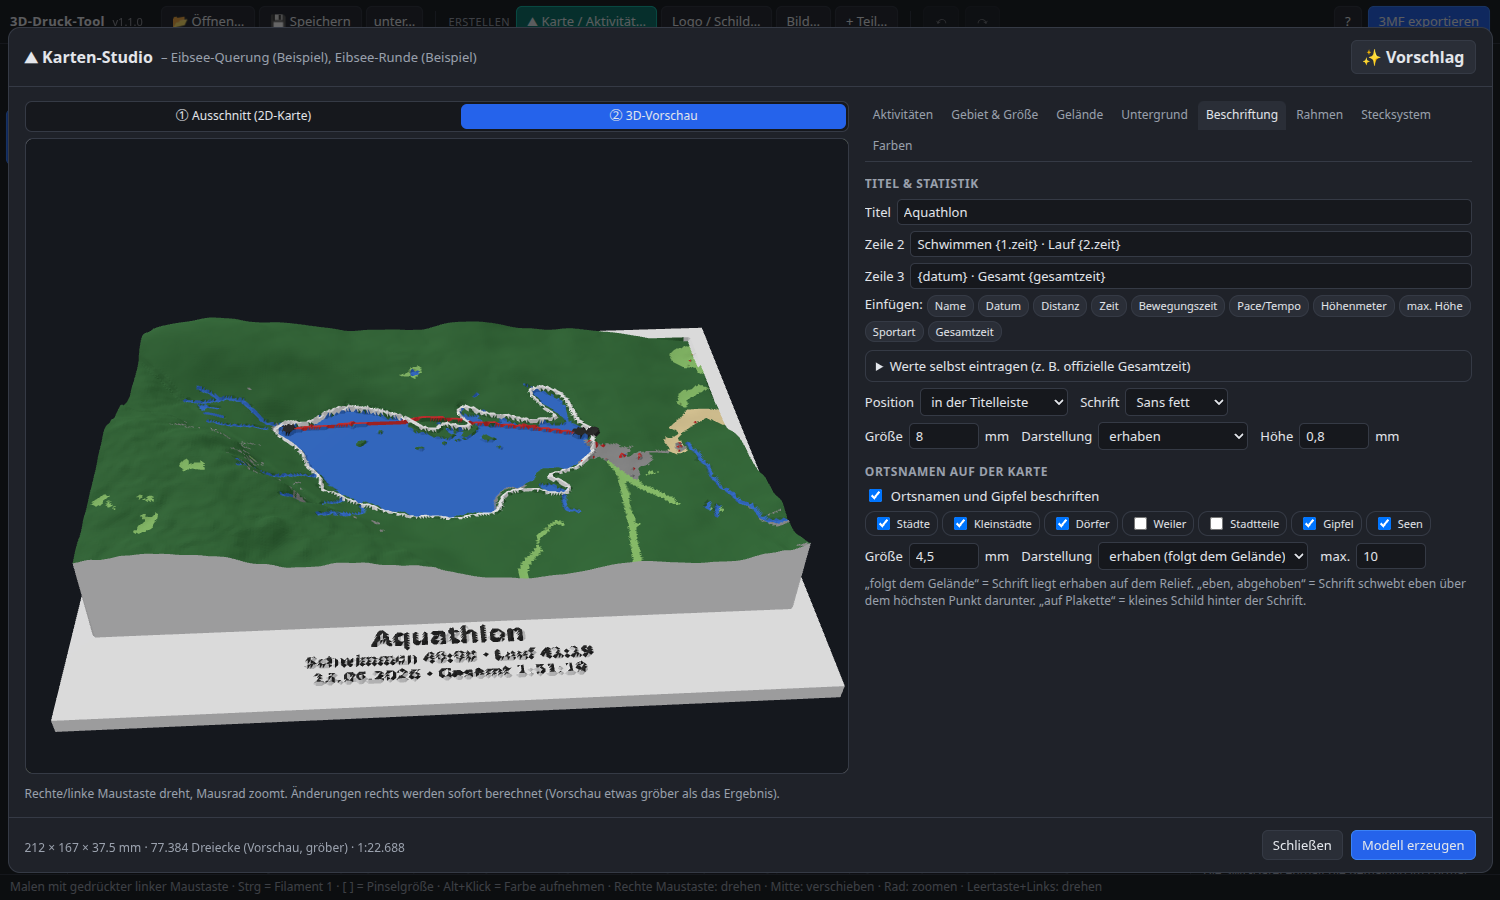 3D-Druck-Tool v1.1.0 📂 Öffnen... 💾 Speichern unter... ERSTELLEN ▲ Karte / Aktivität... Logo / Schild... Bild... + Teil... ? 3MF exportieren
▲ Karten-Studio – Eibsee-Querung (Beispiel), Eibsee-Runde (Beispiel) ✨ Vorschlag
① Ausschnitt (2D-Karte) ② 3D-Vorschau
Aktivitäten Gebiet & Größe Gelände Untergrund Beschriftung Rahmen Stecksystem
Farben
TITEL & STATISTIK
Titel Aquathlon
Zeile 2 Schwimmen {1.zeit} · Lauf {2.zeit}
Zeile 3 {datum} · Gesamt {gesamtzeit}
Einfügen: Name Datum Distanz Zeit Bewegungszeit Pace/Tempo Höhenmeter max. Höhe
Sportart Gesamtzeit
▶ Werte selbst eintragen (z. B. offizielle Gesamtzeit)
Position in der Titelleiste Schrift Sans fett
Größe 8 mm Darstellung erhaben Höhe 0,8 mm
ORTSNAMEN AUF DER KARTE
Ortsnamen und Gipfel beschriften
Städte Kleinstädte Dörfer Weiler Stadtteile Gipfel Seen
Größe 4,5 mm Darstellung erhaben (folgt dem Gelände) max. 10
„folgt dem Gelände“ = Schrift liegt erhaben auf dem Relief. „eben, abgehoben“ = Schrift schwebt eben über
dem höchsten Punkt darunter. „auf Plakette“ = kleines Schild hinter der Schrift.
Aquathlon
Schwimmen · Lauf
· Gesamt 1:51:19
Rechte/linke Maustaste dreht, Mausrad zoomt. Änderungen rechts werden sofort berechnet (Vorschau etwas gröber als das Ergebnis).
212 × 167 × 37.5 mm · 77.384 Dreiecke (Vorschau, gröber) · 1:22.688
Schließen Modell erzeugen
Malen mit gedrückter linker Maustaste · Strg = Filament 1 · [ ] = Pinselgröße · Alt+Klick = Farbe aufnehmen · Rechte Maustaste: drehen · Mitte: verschieben · Rad: zoomen · Leertaste+Links: drehen